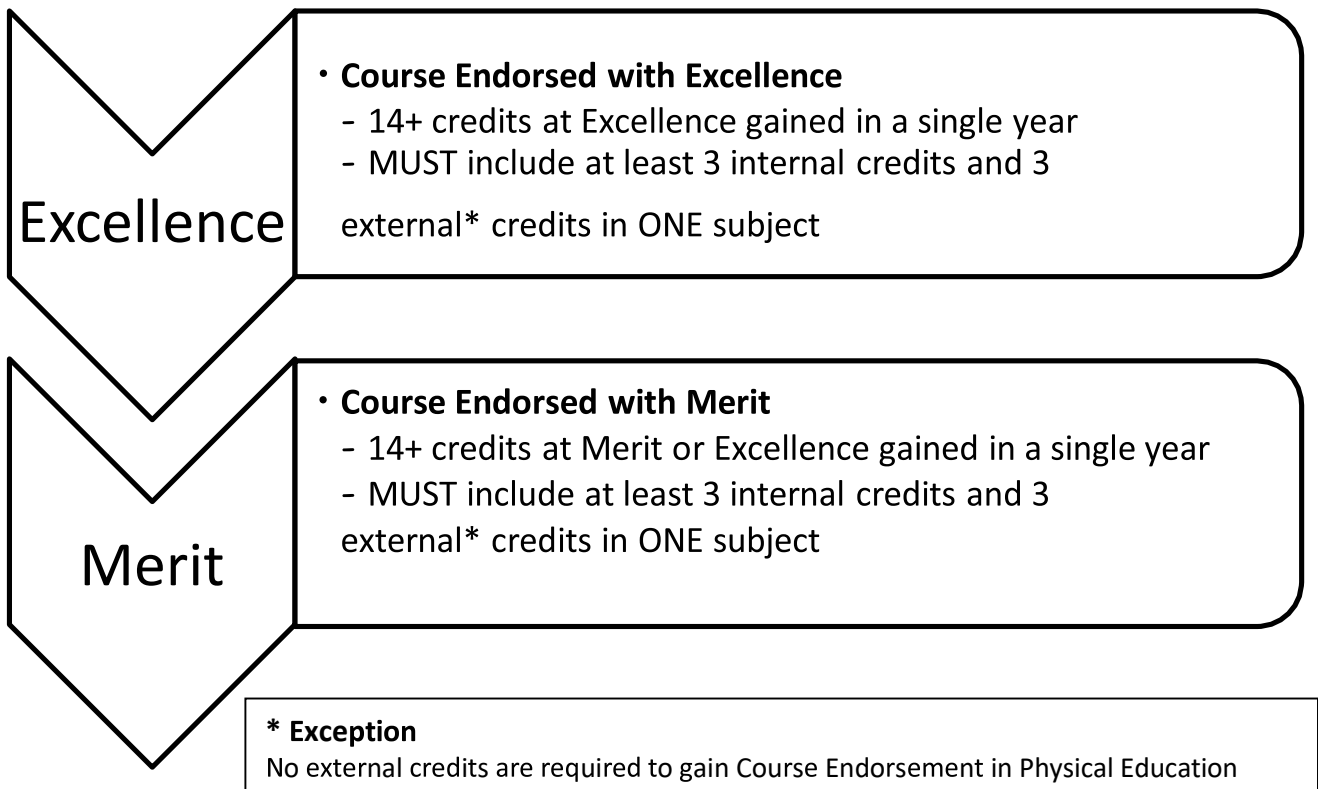 Excellence
・Course Endorsed with Excellence
- 14+ credits at Excellence gained in a single year
- MUST include at least 3 internal credits and 3
external* credits in ONE subject
Merit
・Course Endorsed with Merit
- 14+ credits at Merit or Excellence gained in a single year
- MUST include at least 3 internal credits and 3
external* credits in ONE subject
* Exception
No external credits are required to gain Course Endorsement in Physical Education